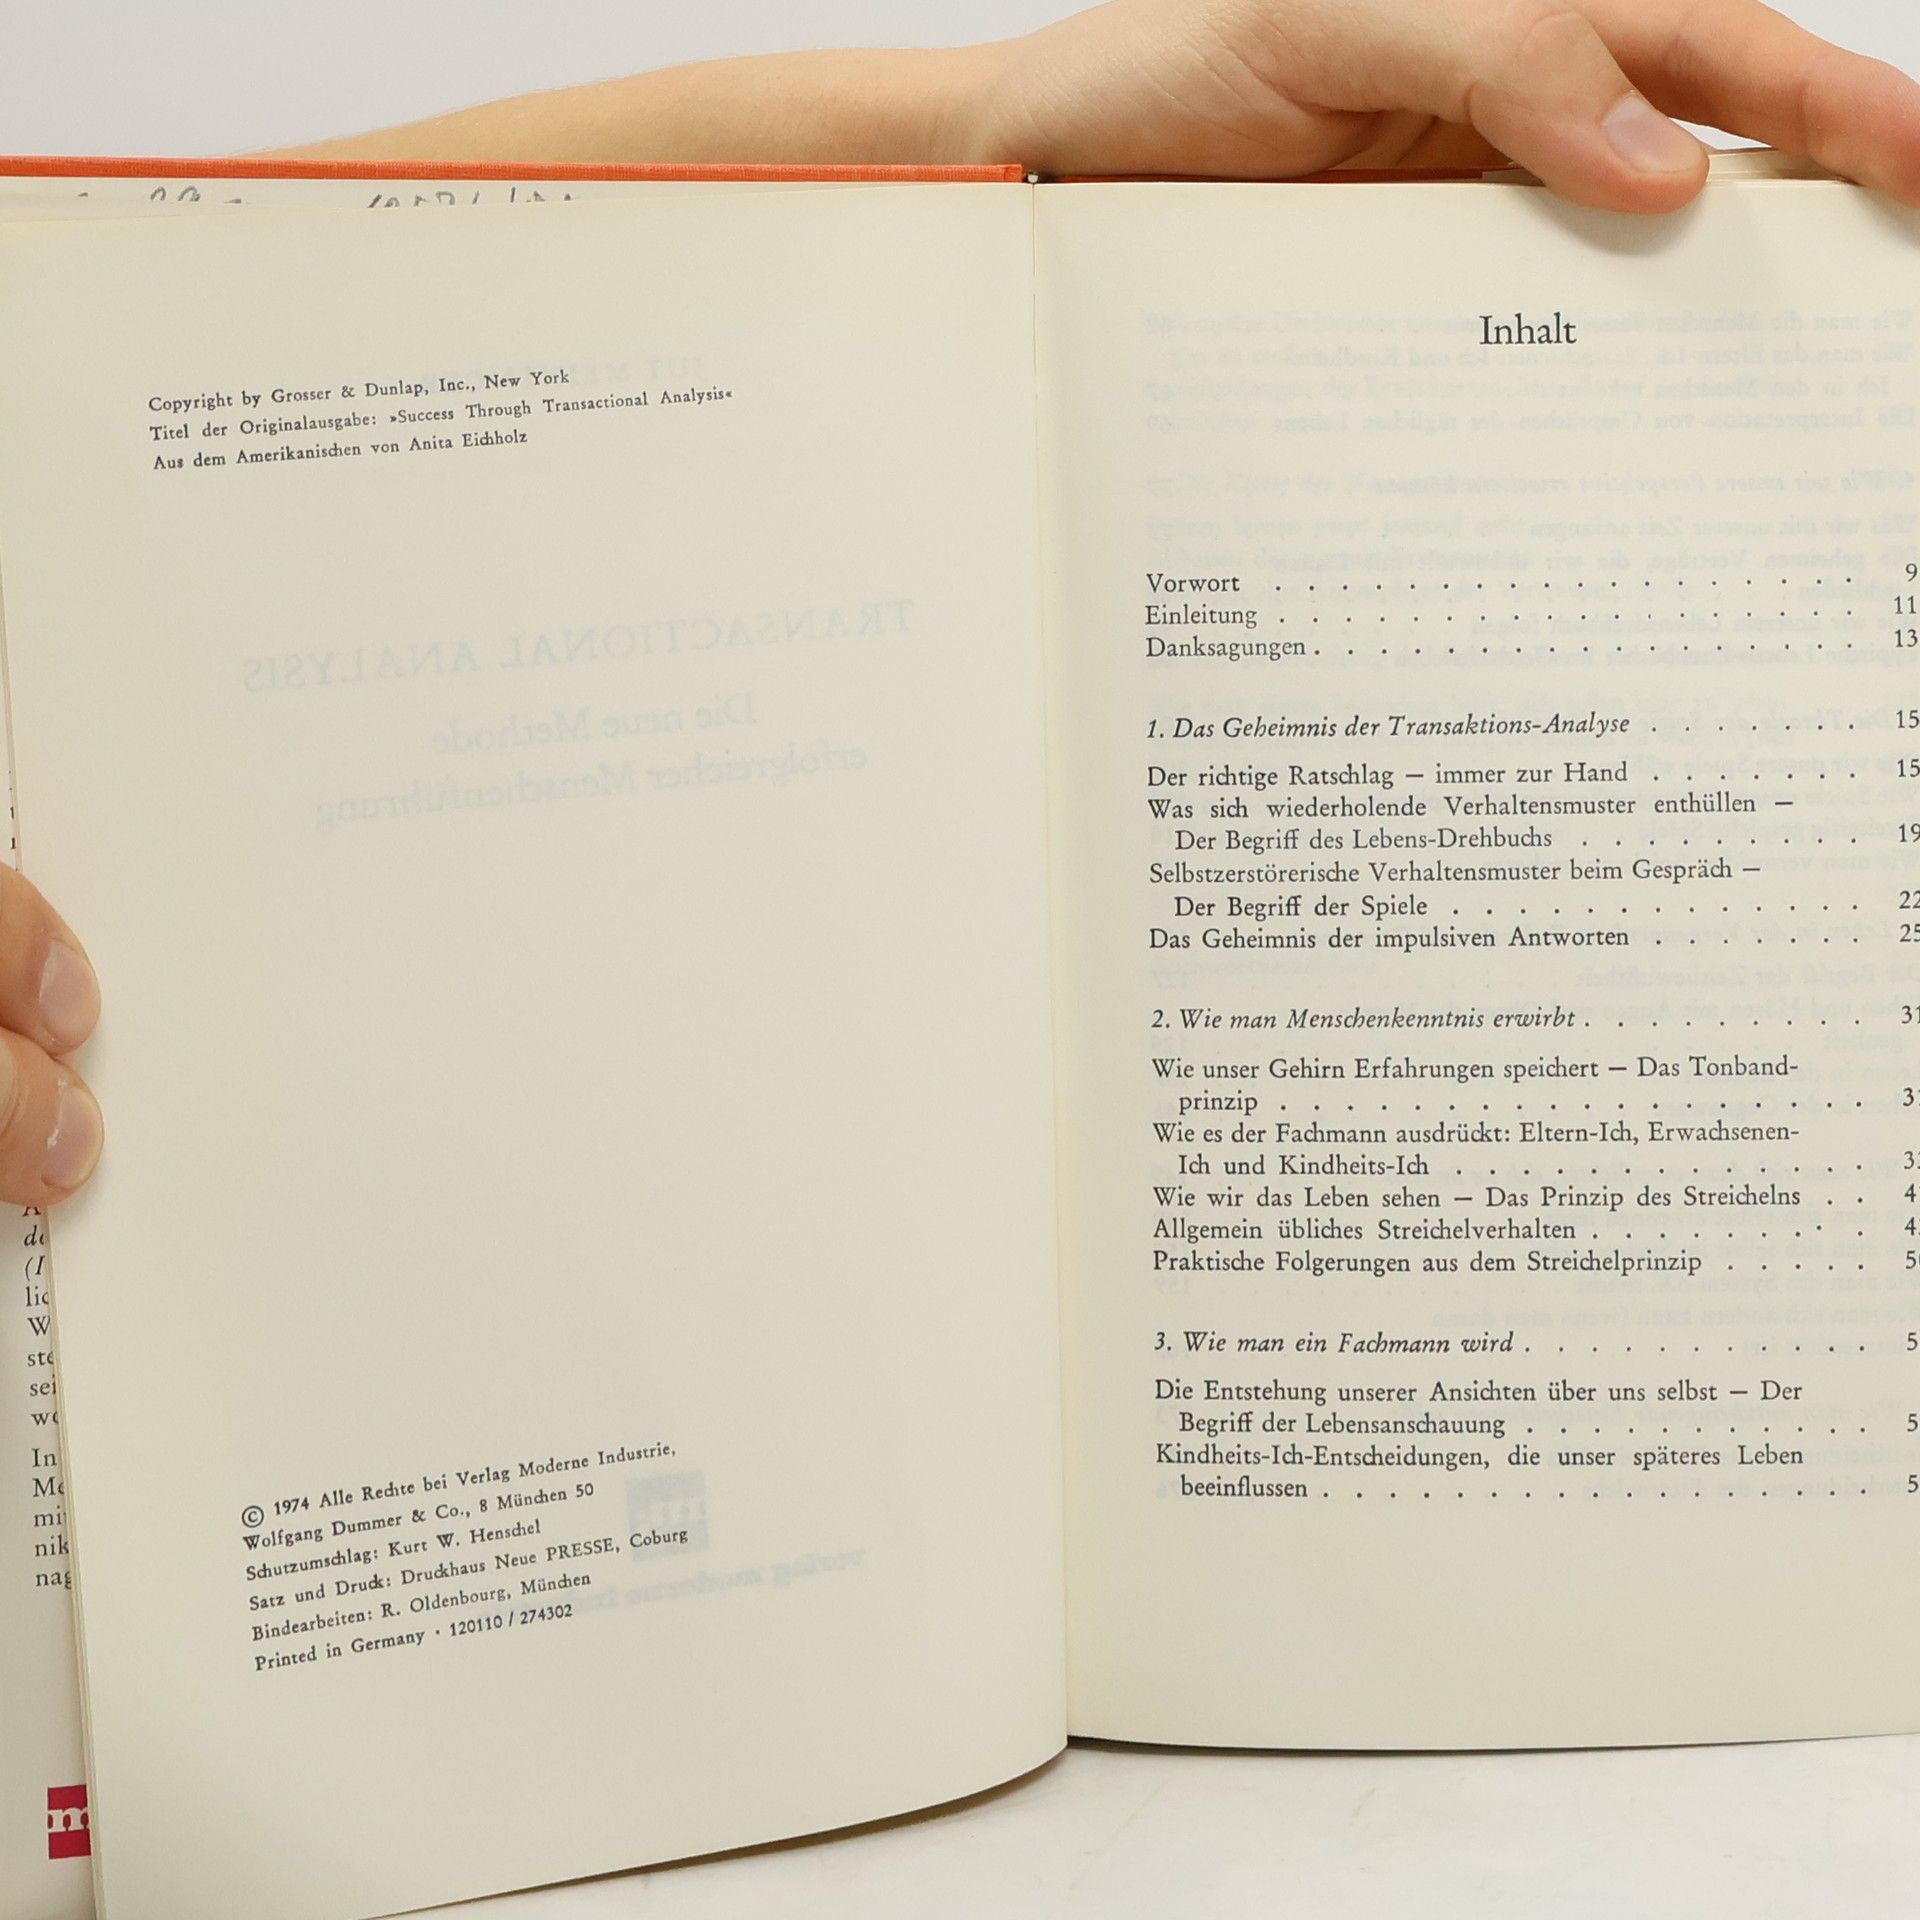 Copyright by Grosser & Dunlap, Inc., New York
Titel der Originalausgabe: »Success Through Transactional Analysis«
Aus dem Amerikanischen von Anita Eichholz
TRANSACTIONAL ANALYSIS
Die neue Methode
erfolgreicher Menschenführung
© 1974 Alle Rechte bei Verlag Moderne Industrie,
Wolfgang Dummer & Co., 8 München 50
Schutzumschlag: Kurt W. Henschel
Satz und Druck: Druckhaus Neue PRESSE, Coburg
Bindearbeiten: R. Oldenbourg, München
Printed in Germany · 120110 / 274302
Inhalt
Vorwort . . . . . . . . . . . . . . . . . . 9
Einleitung . . . . . . . . . . . . . . . . . . 11
Danksagungen . . . . . . . . . . . . . . . . . 13
1. Das Geheimnis der Transaktions-Analyse . . . . . . . 15
Der richtige Ratschlag — immer zur Hand . . . . . . . 15
Was sich wiederholende Verhaltensmuster enthüllen —
Der Begriff des Lebens-Drehbuchs . . . . . . . . . 19
Selbstzerstörerische Verhaltensmuster beim Gespräch —
Der Begriff der Spiele . . . . . . . . . . . . . 22
Das Geheimnis der impulsiven Antworten . . . . . . . 25
2. Wie man Menschenkenntnis erwirbt . . . . . . . . . 31
Wie unser Gehirn Erfahrungen speichert — Das Tonband-
prinzip . . . . . . . . . . . . . . . . . .
Wie es der Fachmann ausdrückt: Eltern-Ich, Erwachsenen-
Ich und Kindheits-Ich . . . . . . . . . . . . .
Wie wir das Leben sehen — Das Prinzip des Streichelns . .
Allgemein übliches Streichelverhalten . . . . . . . . .
Praktische Folgerungen aus dem Streichelprinzip . . . . .
3. Wie man ein Fachmann wird . . . . . . . . . . .
Die Entstehung unserer Ansichten über uns selbst — Der
Begriff der Lebensanschauung . . . . . . . . . . .
Kindheits-Ich-Entscheidungen, die unser späteres Leben
beeinflussen . . . . . . . . . . . . . . . . .